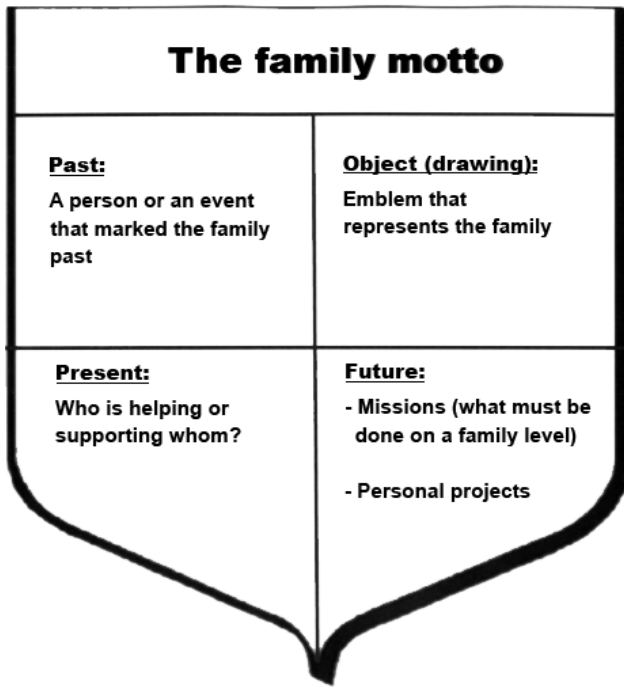 The family motto
Past:
A person or an event
that marked the family
past
Object (drawing):
Emblem that
represents the family
Present:
Who is helping or
supporting whom?
Future:
- Missions (what must be
done on a family level)
- Personal projects